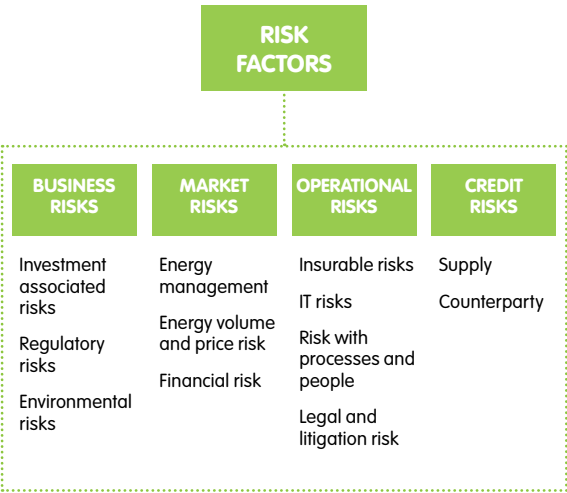 RISK
FACTORS
BUSINESS
RISKS
Investment
associated
risks
Regulatory
risks
Environmental
risks
MARKET
RISKS
Energy
management
Energy volume
and price risk
Financial risk
OPERATIONAL
RISKS
Insurable risks
IT risks
Risk with
processes and
people
Legal and
litigation risk
CREDIT
RISKS
Supply
Counterparty